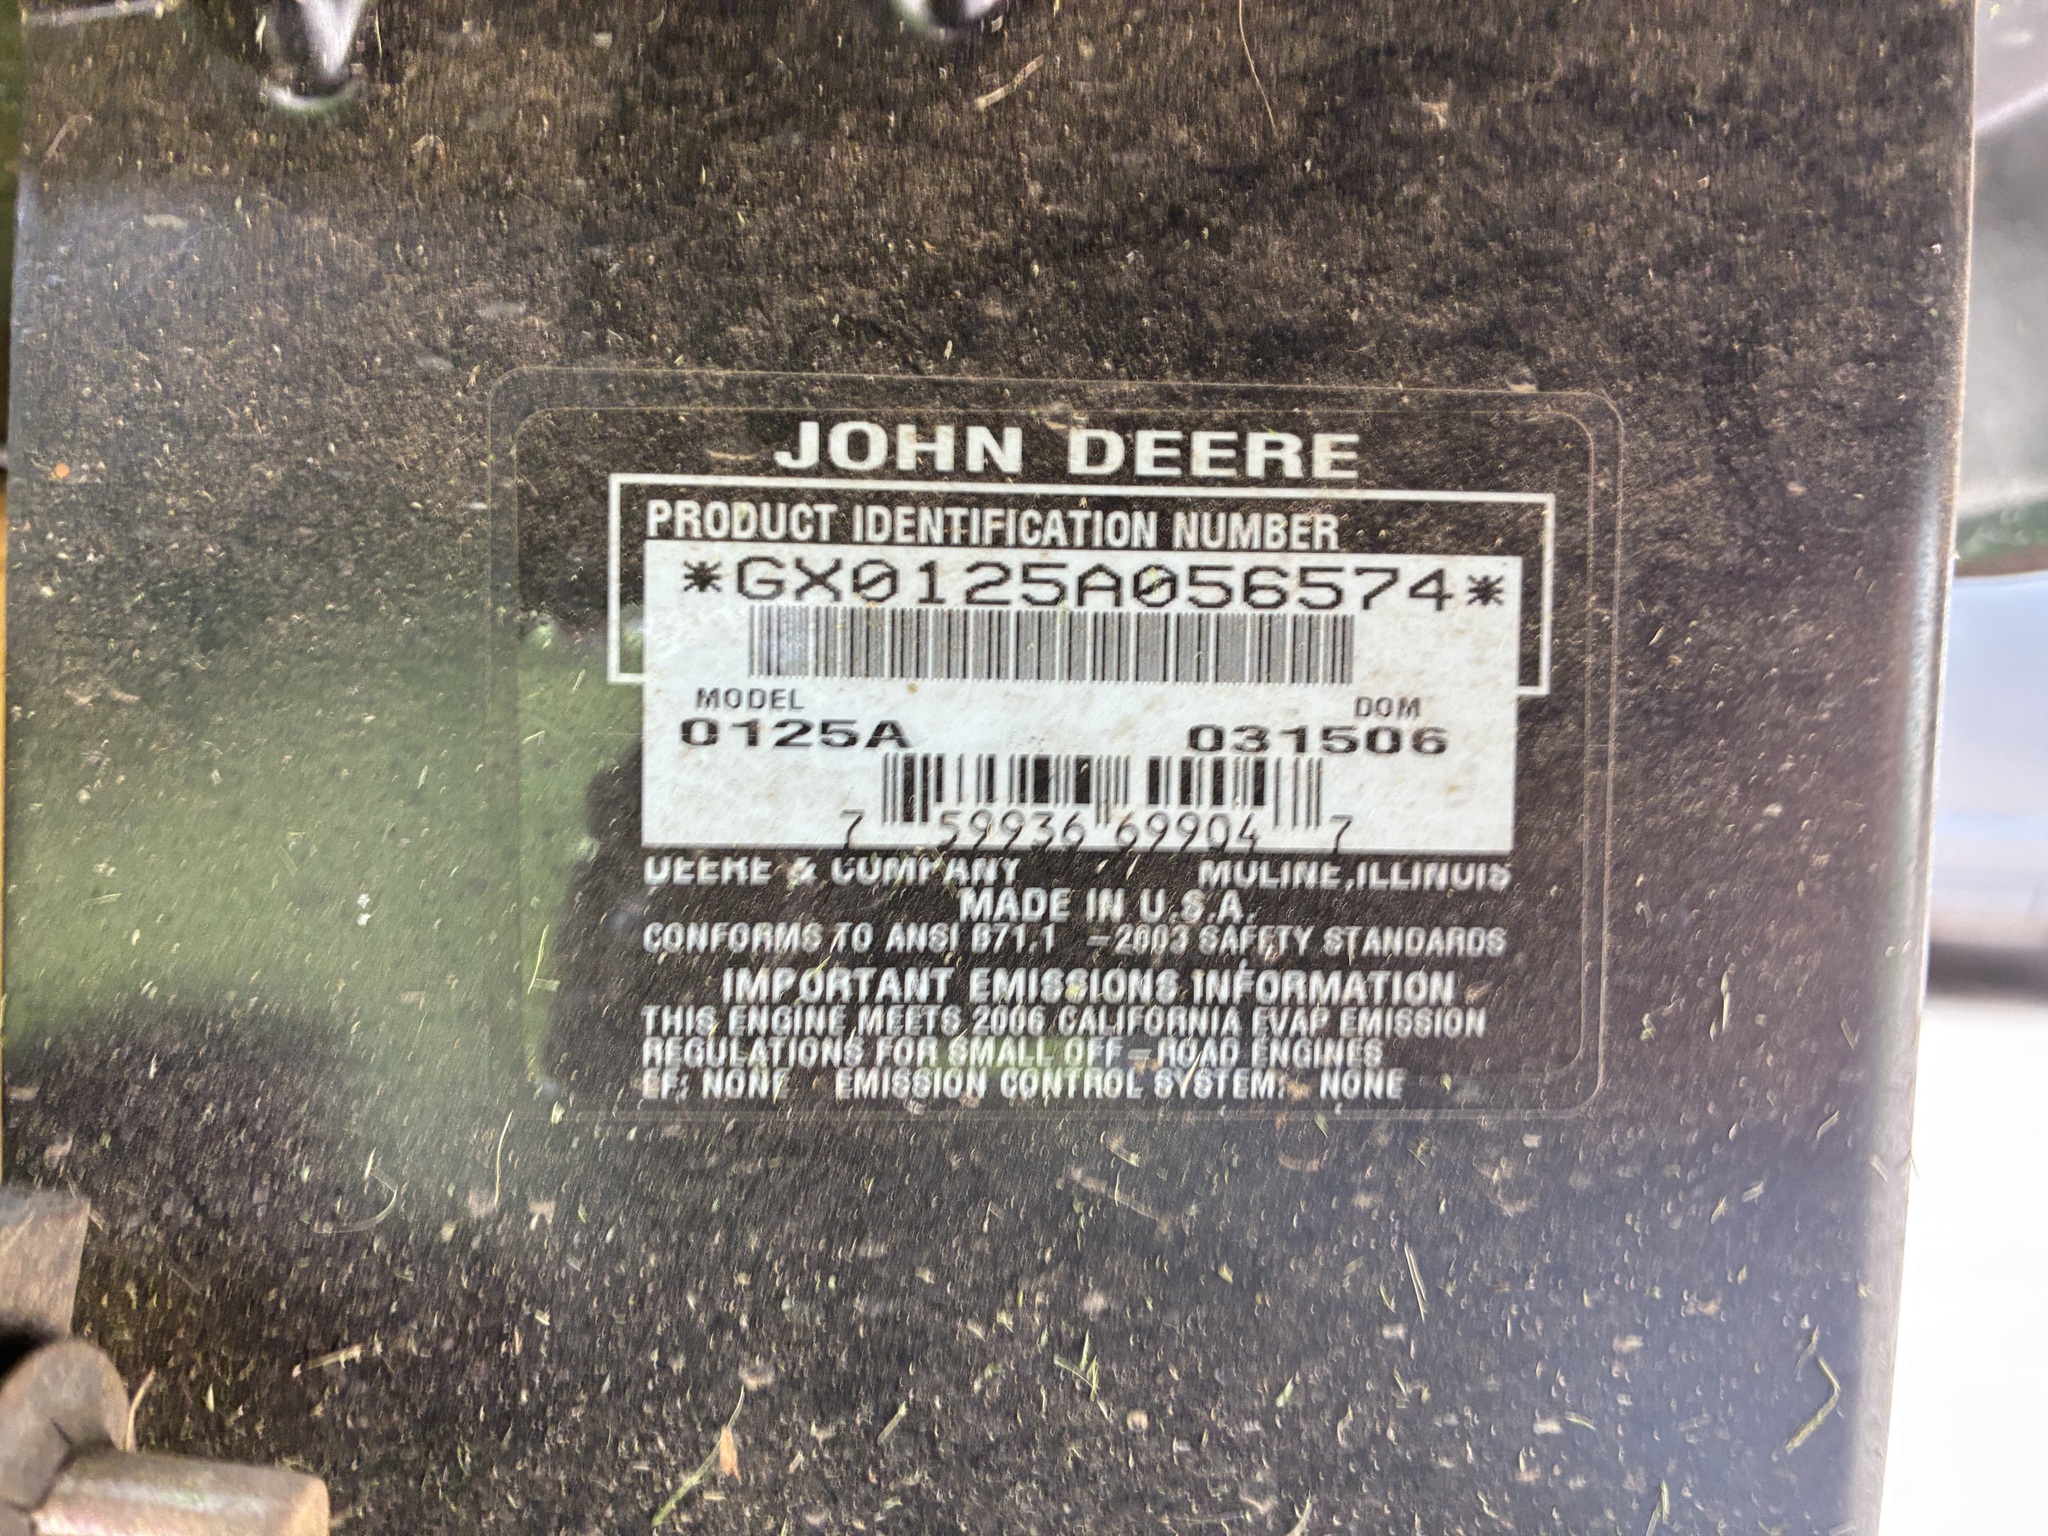 JOHN DEERE
PRODUCT IDENTIFICATION NUMBER
*GX0125A056574*
MODEL DOM
0125A 031506
7 59936 69904 7
DEERE & COMPANY MOLINE, ILLINOIS
MADE IN U.S.A.
CONFORMS TO ANSI B71.1 -2003 SAFETY STANDARDS
IMPORTANT EMISSIONS INFORMATION
THIS ENGINE MEETS 2006 CALIFORNIA EVAP EMISSION
REGULATIONS FOR SMALL OFF-ROAD ENGINES
EF: NONE EMISSION CONTROL SYSTEM: NONE